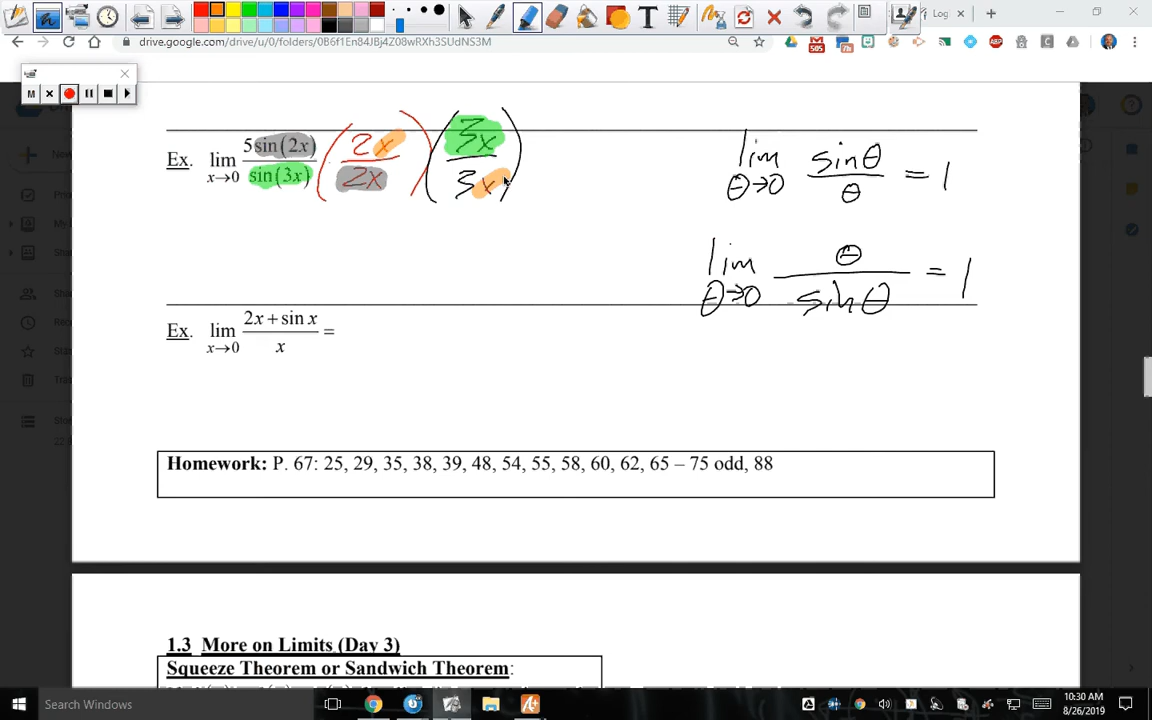 Log
drive.google.com/drive/u/0/folders/0B6f1En84JBj4Z08wRXh3SUdNS3M
M
Ex. lim x→0 5sin(2x) / sin(3x) (2x / 2x) (3x / 3x)
lim θ→0 sinθ / θ = 1
lim θ→0 θ / sinθ = 1
Ex. lim x→0 2x + sin x / x =
Homework: P. 67: 25, 29, 35, 38, 39, 48, 54, 55, 58, 60, 62, 65 – 75 odd, 88
1.3 More on Limits (Day 3)
Squeeze Theorem or Sandwich Theorem:
Search Windows
10:30 AM
8/26/2019